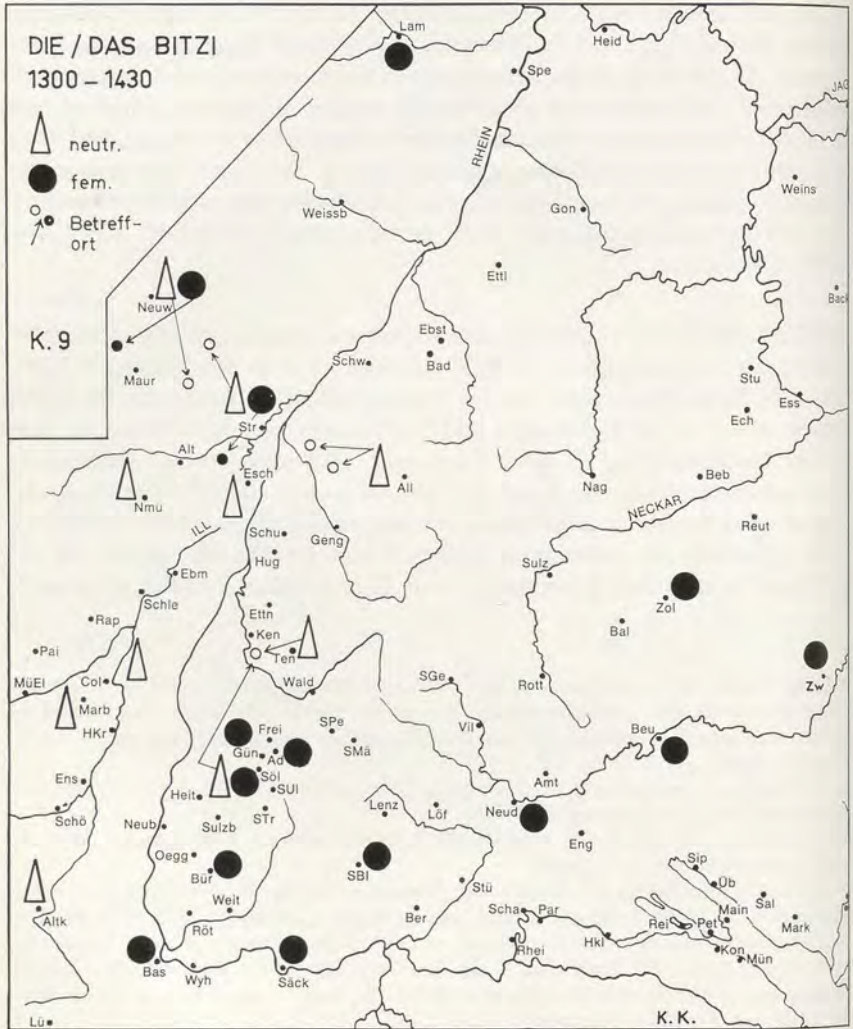 DIE / DAS BITZI
1300 – 1430
neutr.
fem.
Betreff-
ort
K. 9
Lam
Heid
Spe
JAG
RHEIN
Weins
Weissb
Gon
Ettl
Back
Neuw
Ebst
Bad
Schw
Maur
Stu
Ess
Ech
Str
Alt
Esch
All
Nag
Beb
Nmü
NECKAR
Reut
ILL
Schu
Geng
Hug
Ebm
Sulz
Schle
Ettn
Zol
Rap
Ken
Bal
Pai
Ten
Zw
Col
MüEl
Wald
SGe
Rott
Marb
HKr
Vil
SPe
Frei
SMä
Beu
Gün
Ad
Söl
Ens
SUl
Amt
Heit
Schö
STr
Lenz
Löf
Neud
Neub
Sulzb
Eng
Oegg
Sip
Bür
SBl
Stü
Üb
Altk
Weit
Sal
Röt
Ber
Scha
Par
Main
Mark
Rei
Pet
Rhei
Hkl
Kon
Mün
Bas
Wyh
Säck
Lü
K. K.